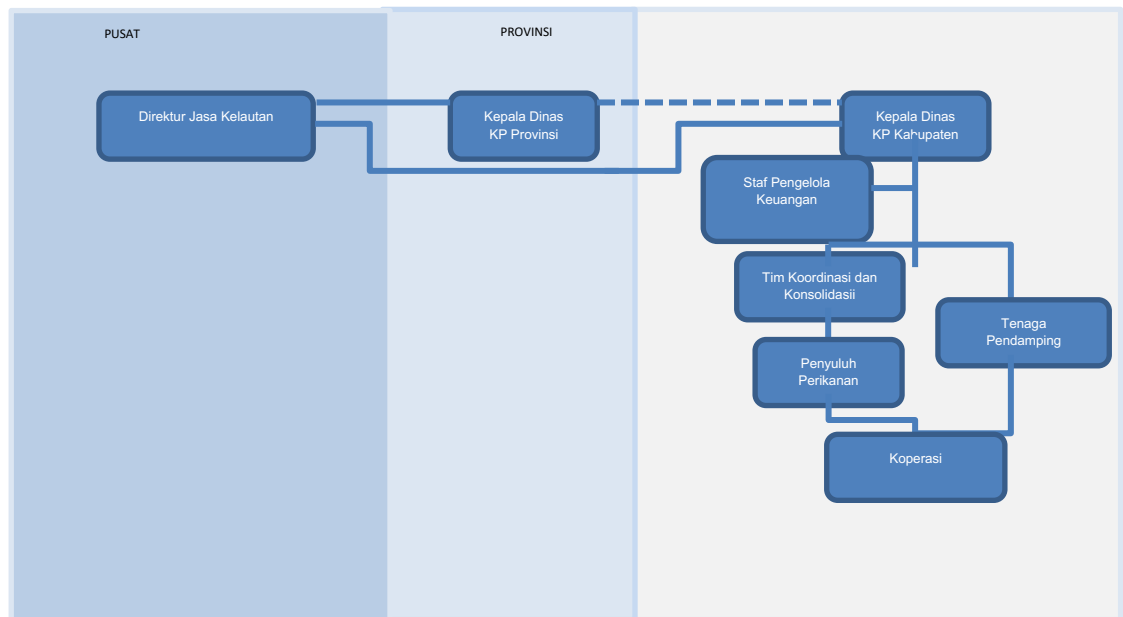 PUSAT
PROVINSI
Direktur Jasa Kelautan
Kepala Dinas
KP Provinsi
Kepala Dinas
KP Kabupaten
Staf Pengelola
Keuangan
Tim Koordinasi dan
Konsolidasii
Tenaga
Pendamping
Penyuluh
Perikanan
Koperasi